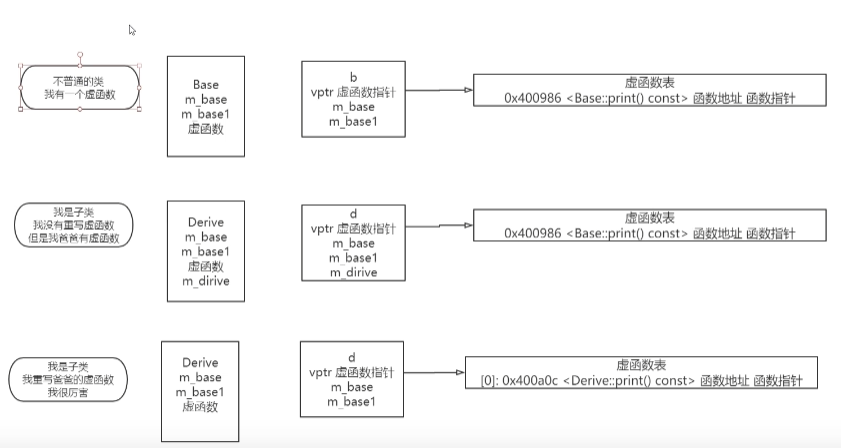 不普通的类
我有一个虚函数
Base
m_base
m_base1
虚函数
b
vptr 虚函数指针
m_base
m_base1
虚函数表
0x400986 <Base::print() const> 函数地址 函数指针
我是子类
我没有重写虚函数
但是我爸爸有虚函数
Derive
m_base
m_base1
虚函数
m_dirive
d
vptr 虚函数指针
m_base
m_base1
m_dirive
虚函数表
0x400986 <Base::print() const> 函数地址 函数指针
我是子类
我重写爸爸的虚函数
我很厉害
Derive
m_base
m_base1
虚函数
d
vptr 虚函数指针
m_base
m_base1
虚函数表
[0]: 0x400a0c <Derive::print() const> 函数地址 函数指针